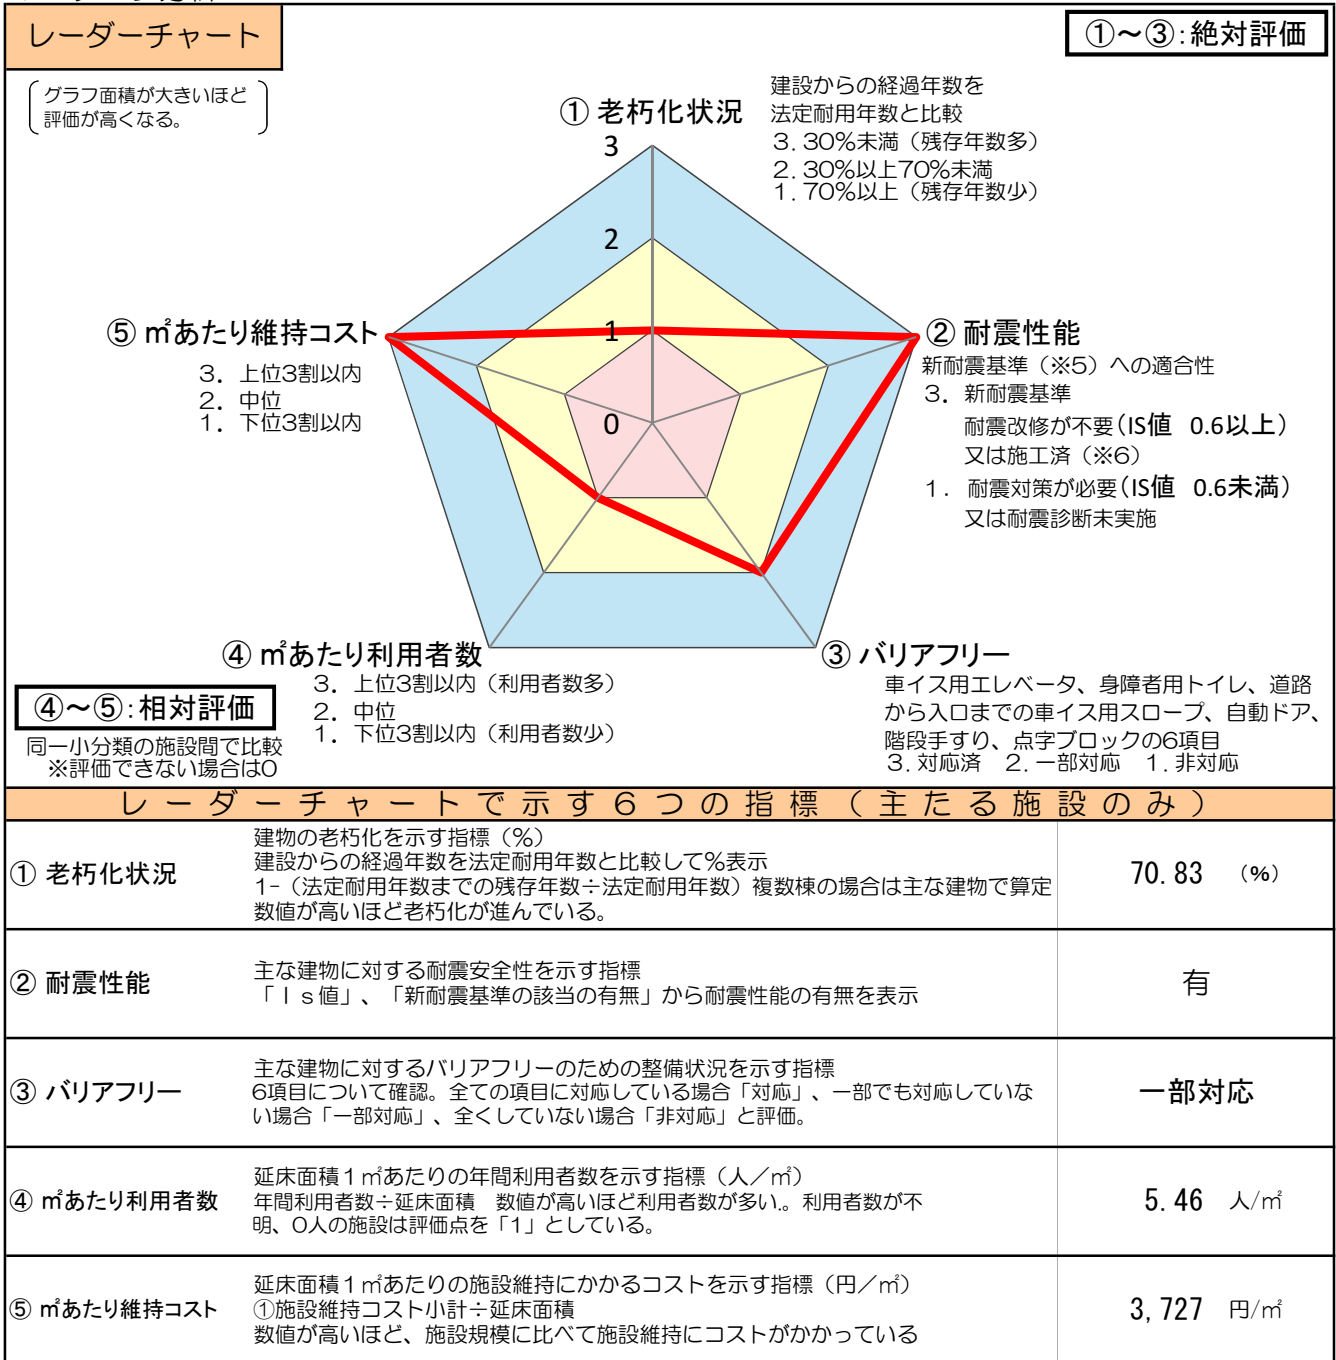 レーダーチャート
①～③:絶対評価
グラフ面積が大きいほど
評価が高くなる。
① 老朽化状況
建設からの経過年数を
法定耐用年数と比較
3. 30%未満（残存年数多）
2. 30%以上70%未満
1. 70%以上（残存年数少）
3
2
1
0
⑤ ㎡あたり維持コスト
3. 上位3割以内
2. 中位
1. 下位3割以内
② 耐震性能
新耐震基準（※5）への適合性
3. 新耐震基準
耐震改修が不要(IS値 0.6以上)
又は施工済（※6）
1. 耐震対策が必要(IS値 0.6未満)
又は耐震診断未実施
④ ㎡あたり利用者数
3. 上位3割以内（利用者数多）
2. 中位
1. 下位3割以内（利用者数少）
③ バリアフリー
車イス用エレベータ、身障者用トイレ、道路
から入口までの車イス用スロープ、自動ドア、
階段手すり、点字ブロックの6項目
3. 対応済 2. 一部対応 1. 非対応
④～⑤:相対評価
同一小分類の施設間で比較
※評価できない場合は0
レーダーチャートで示す６つの指標（主たる施設のみ）
① 老朽化状況
建物の老朽化を示す指標（%）
建設からの経過年数を法定耐用年数と比較して%表示
1-（法定耐用年数までの残存年数÷法定耐用年数）複数棟の場合は主な建物で算定
数値が高いほど老朽化が進んでいる。
70.83 (%)
② 耐震性能
主な建物に対する耐震安全性を示す指標
「Ｉｓ値」、「新耐震基準の該当の有無」から耐震性能の有無を表示
有
③ バリアフリー
主な建物に対するバリアフリーのための整備状況を示す指標
6項目について確認。全ての項目に対応している場合「対応」、一部でも対応していな
い場合「一部対応」、全くしていない場合「非対応」と評価。
一部対応
④ ㎡あたり利用者数
延床面積１㎡あたりの年間利用者数を示す指標（人／㎡）
年間利用者数÷延床面積 数値が高いほど利用者数が多い。利用者数が不
明、0人の施設は評価点を「1」としている。
5.46 人/㎡
⑤ ㎡あたり維持コスト
延床面積１㎡あたりの施設維持にかかるコストを示す指標（円／㎡）
①施設維持コスト小計÷延床面積
数値が高いほど、施設規模に比べて施設維持にコストがかかっている
3,727 円/㎡